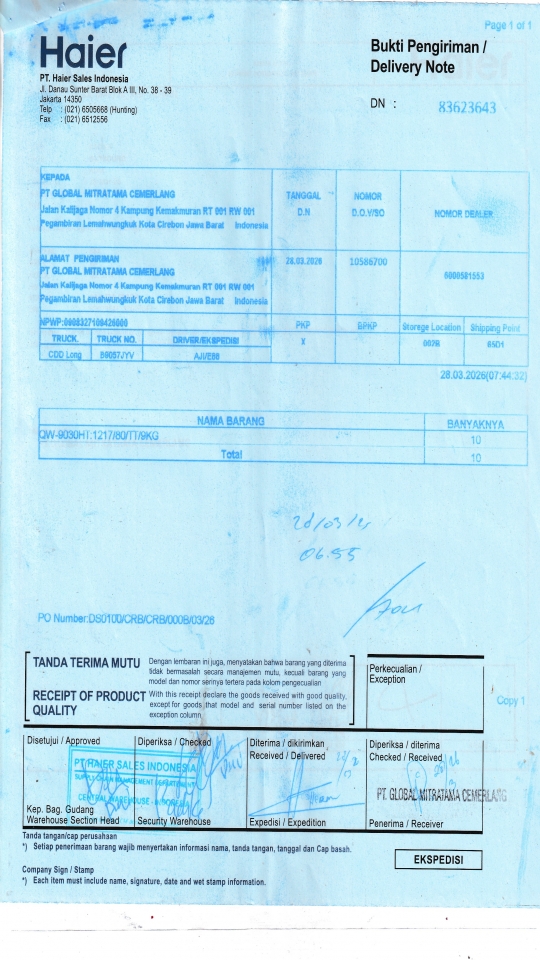 Page 1 of 1
Haier
PT. Haier Sales Indonesia
Jl. Danau Sunter Barat Blok A III, No. 38 - 39
Jakarta 14350
Telp : (021) 6505668 (Hunting)
Fax : (021) 6512556
Bukti Pengiriman /
Delivery Note
DN : 83623643
KEPADA
PT GLOBAL MITRATAMA CEMERLANG
Jalan Kalijaga Nomor 4 Kampung Kemakmuran RT 001 RW 001
Pegambiran Lemahwungkuk Kota Cirebon Jawa Barat Indonesia
TANGGAL
D.N
NOMOR
D.O.Y/SO
NOMOR DEALER
ALAMAT PENGIRIMAN
PT GLOBAL MITRATAMA CEMERLANG
Jalan Kalijaga Nomor 4 Kampung Kemakmuran RT 001 RW 001
Pegambiran Lemahwungkuk Kota Cirebon Jawa Barat Indonesia
28.03.2026
10586700
PKP BPKP Storege Location Shipping Point
TRUCK. TRUCK NO. DRIVER/EKSPEDISI X
CDD Long
28.03.2026(07:44:32)
NAMA BARANG BANYAKNYA
QW-9030HT:1217/80/TT/9KG 10
Total 10
06.55
PO Number:DS0100/CRB/CRB/000B/03/26
TANDA TERIMA MUTU
Dengan lembaran ini juga, menyatakan bahwa barang yang diterima
tidak bermasalah secara manajemen mutu, kecuali barang yang
model dan nomor serinya tertera pada kolom pengecualian
RECEIPT OF PRODUCT
QUALITY
With this receipt declare the goods received with good quality,
except for goods that model and serial number listed on the
exception column
Perkecualian /
Exception
Copy 1
Disetujui / Approved
Diperiksa / Checked
Diterima / dikirimkan
Received / Delivered
Diperiksa / diterima
Checked / Received
PT HAIER SALES INDONESIA
PT. GLOBAL MITRATAMA CEMERLANG
Kep. Bag. Gudang
Warehouse Section Head
Security Warehouse
Expedisi / Expedition
Penerima / Receiver
Tanda tangan/cap perusahaan
*) Setiap penerimaan barang wajib menyertakan informasi nama, tanda tangan, tanggal dan Cap basah.
EKSPEDISI
Company Sign / Stamp
*) Each item must include name, signature, date and wet stamp information.